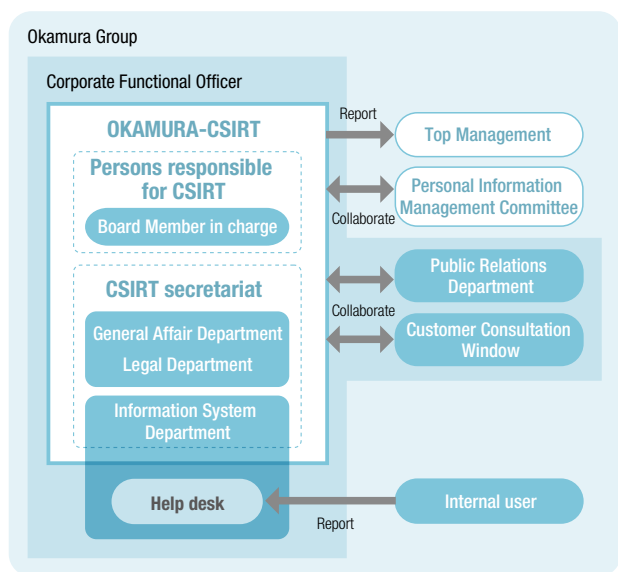 Okamura Group
Corporate Functional Officer
OKAMURA-CSIRT
Persons responsible
for CSIRT
Board Member in charge
CSIRT secretariat
General Affair Department
Legal Department
Information System
Department
Help desk
Report
Top Management
Personal Information
Management Committee
Collaborate
Public Relations
Department
Collaborate
Customer Consultation
Window
Internal user
Report